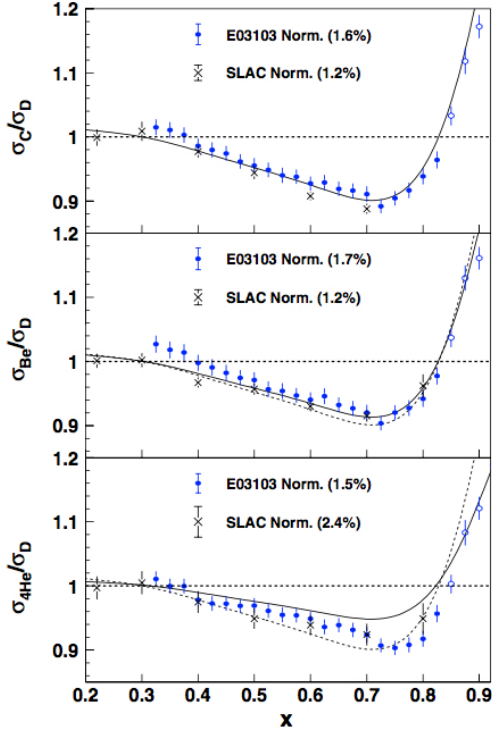 1.2
E03103 Norm. (1.6%)
SLAC Norm. (1.2%)
1.1
σC/σD
1
0.9
1.2
E03103 Norm. (1.7%)
SLAC Norm. (1.2%)
1.1
σBe/σD
1
0.9
1.2
E03103 Norm. (1.5%)
SLAC Norm. (2.4%)
1.1
σ4He/σD
1
0.9
0.2 0.3 0.4 0.5 0.6 0.7 0.8 0.9
x